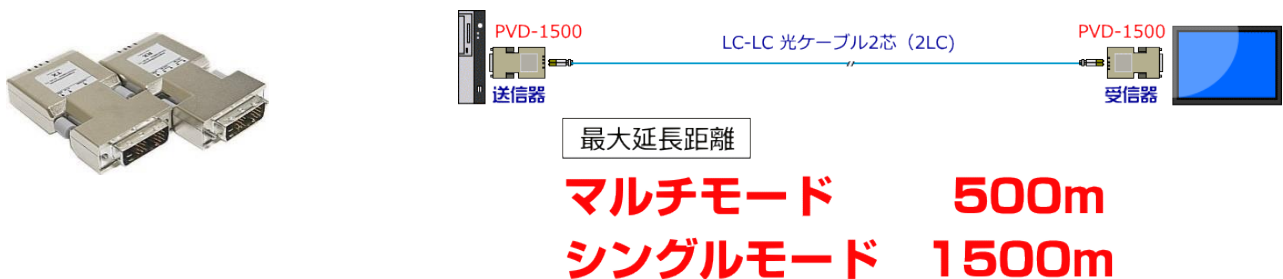 PVD-1500
PVD-1500
LC-LC 光ケーブル2芯（2LC)
送信器
受信器
最大延長距離
マルチモード 500m
シングルモード 1500m